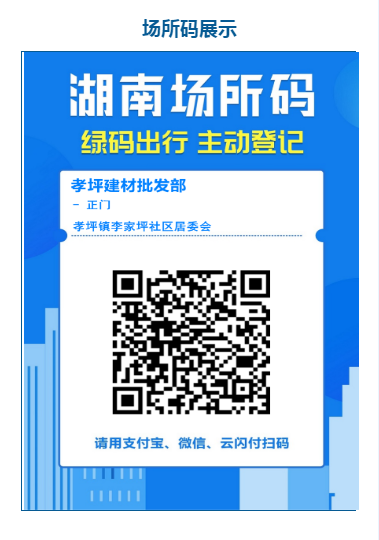 场所码展示
湖南场所码
绿码出行 主动登记
孝坪建材批发部
- 正门
孝坪镇李家坪社区居委会
请用支付宝、微信、云闪付扫码